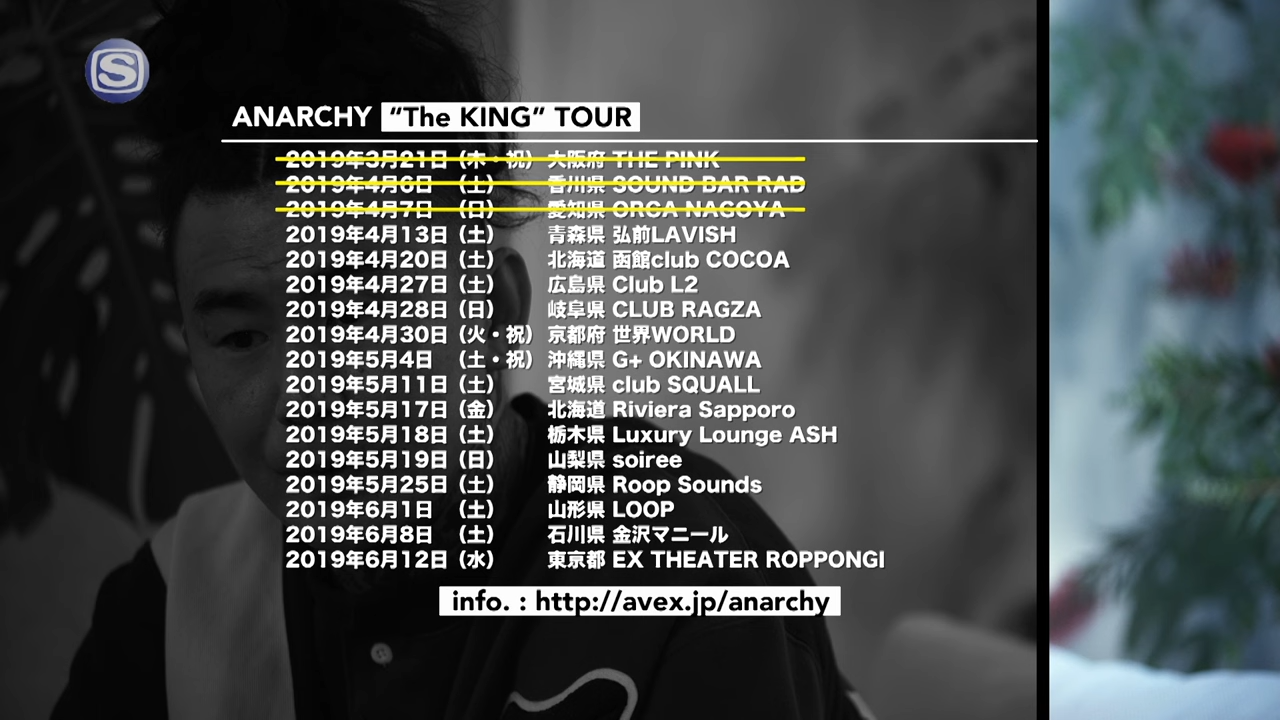 S
ANARCHY “The KING” TOUR
2019年3月21日（木・祝） 大阪府 THE PINK
2019年4月6日　（土）　　 香川県 SOUND BAR RAD
2019年4月7日　（日）　　 愛知県 ORCA NAGOYA
2019年4月13日（土）　　 青森県 弘前LAVISH
2019年4月20日（土）　　 北海道 函館club COCOA
2019年4月27日（土）　　 広島県 Club L2
2019年4月28日（日）　　 岐阜県 CLUB RAGZA
2019年4月30日（火・祝） 京都府 世界WORLD
2019年5月4日　（土・祝） 沖縄県 G+ OKINAWA
2019年5月11日（土）　　 宮城県 club SQUALL
2019年5月17日（金）　　 北海道 Riviera Sapporo
2019年5月18日（土）　　 栃木県 Luxury Lounge ASH
2019年5月19日（日）　　 山梨県 soiree
2019年5月25日（土）　　 静岡県 Roop Sounds
2019年6月1日　（土）　　 山形県 LOOP
2019年6月8日　（土）　　 石川県 金沢マニール
2019年6月12日（水）　　 東京都 EX THEATER ROPPONGI
info. : http://avex.jp/anarchy